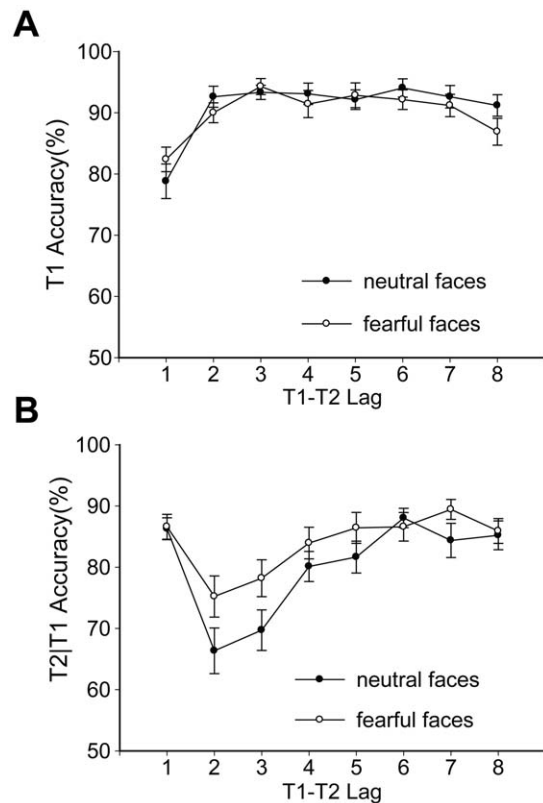 A
100
90
80
70
60
50
T1 Accuracy(%)
neutral faces
fearful faces
1 2 3 4 5 6 7 8
T1-T2 Lag
B
100
90
80
70
60
50
T2|T1 Accuracy(%)
neutral faces
fearful faces
1 2 3 4 5 6 7 8
T1-T2 Lag